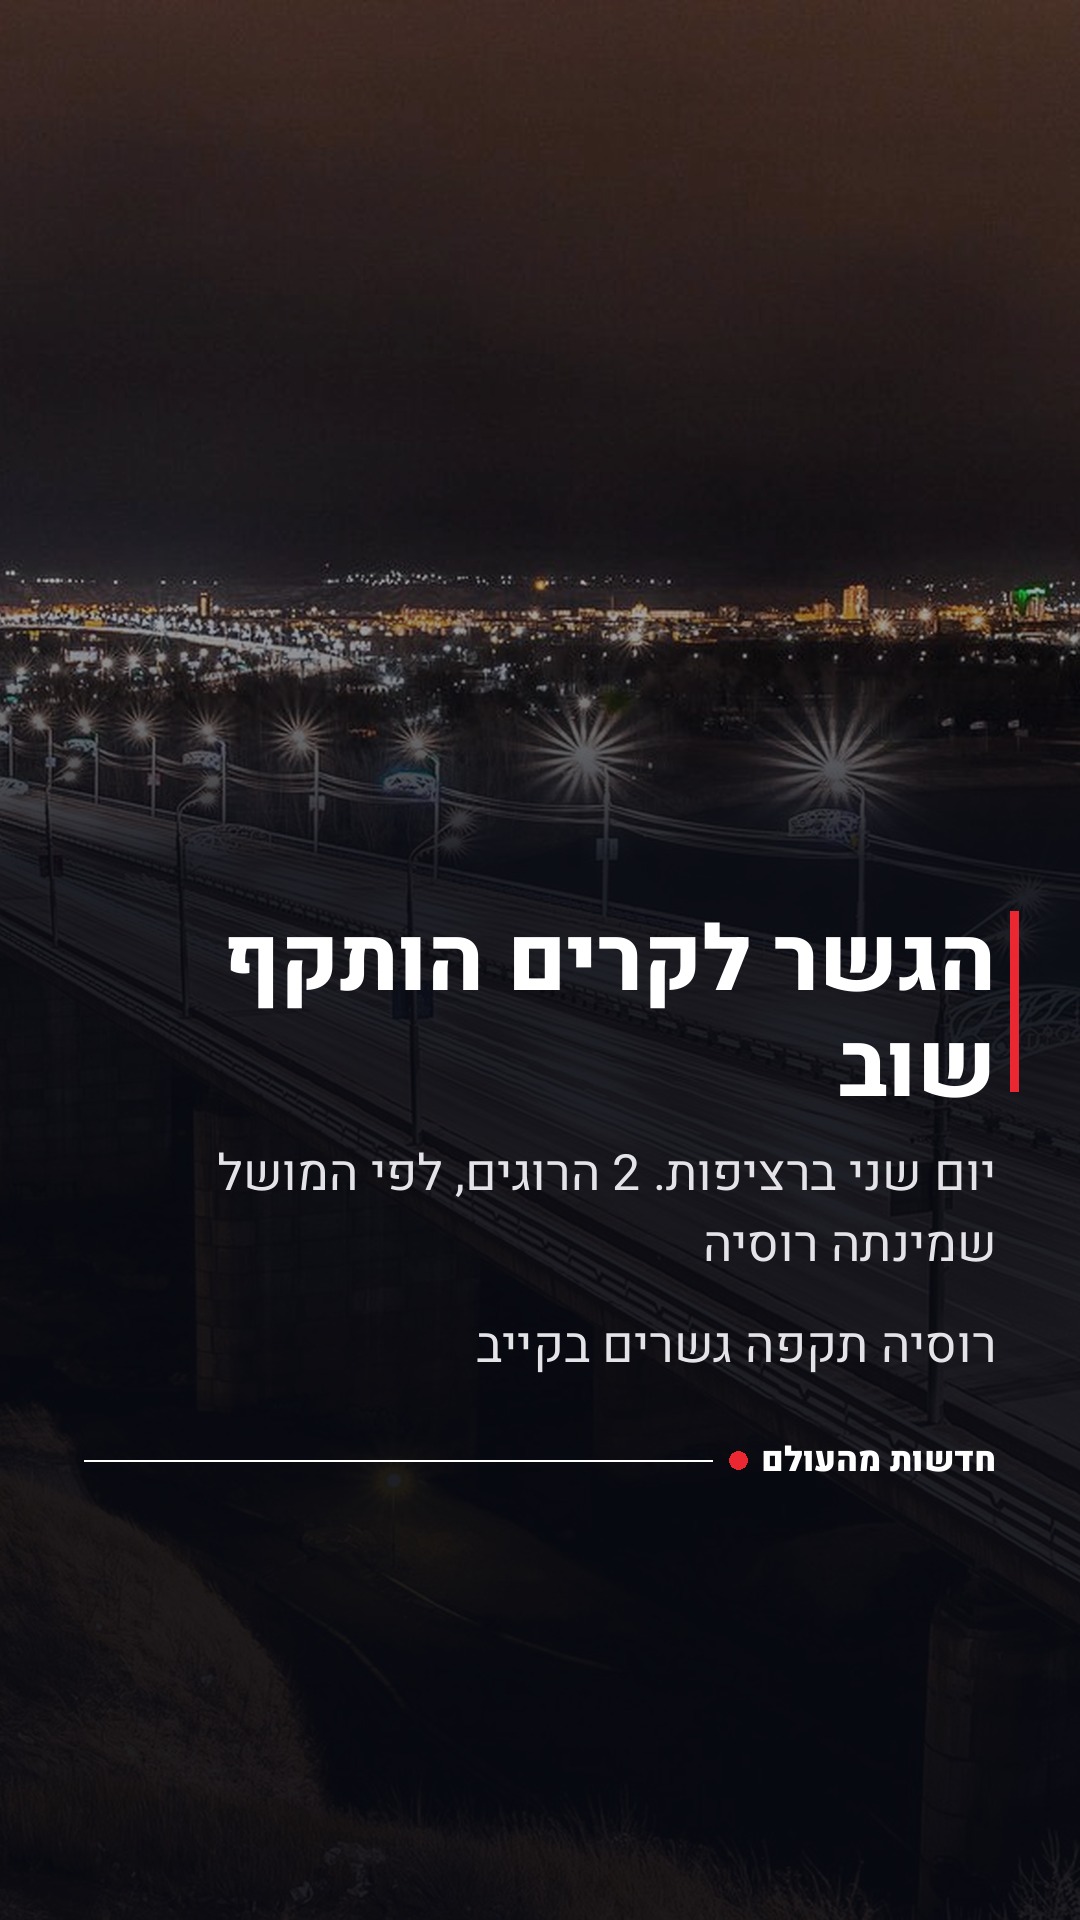 הגשר לקרים הותקף
שוב
יום שני ברציפות. 2 הרוגים, לפי המושל
שמינתה רוסיה
רוסיה תקפה גשרים בקייב
חדשות מהעולם